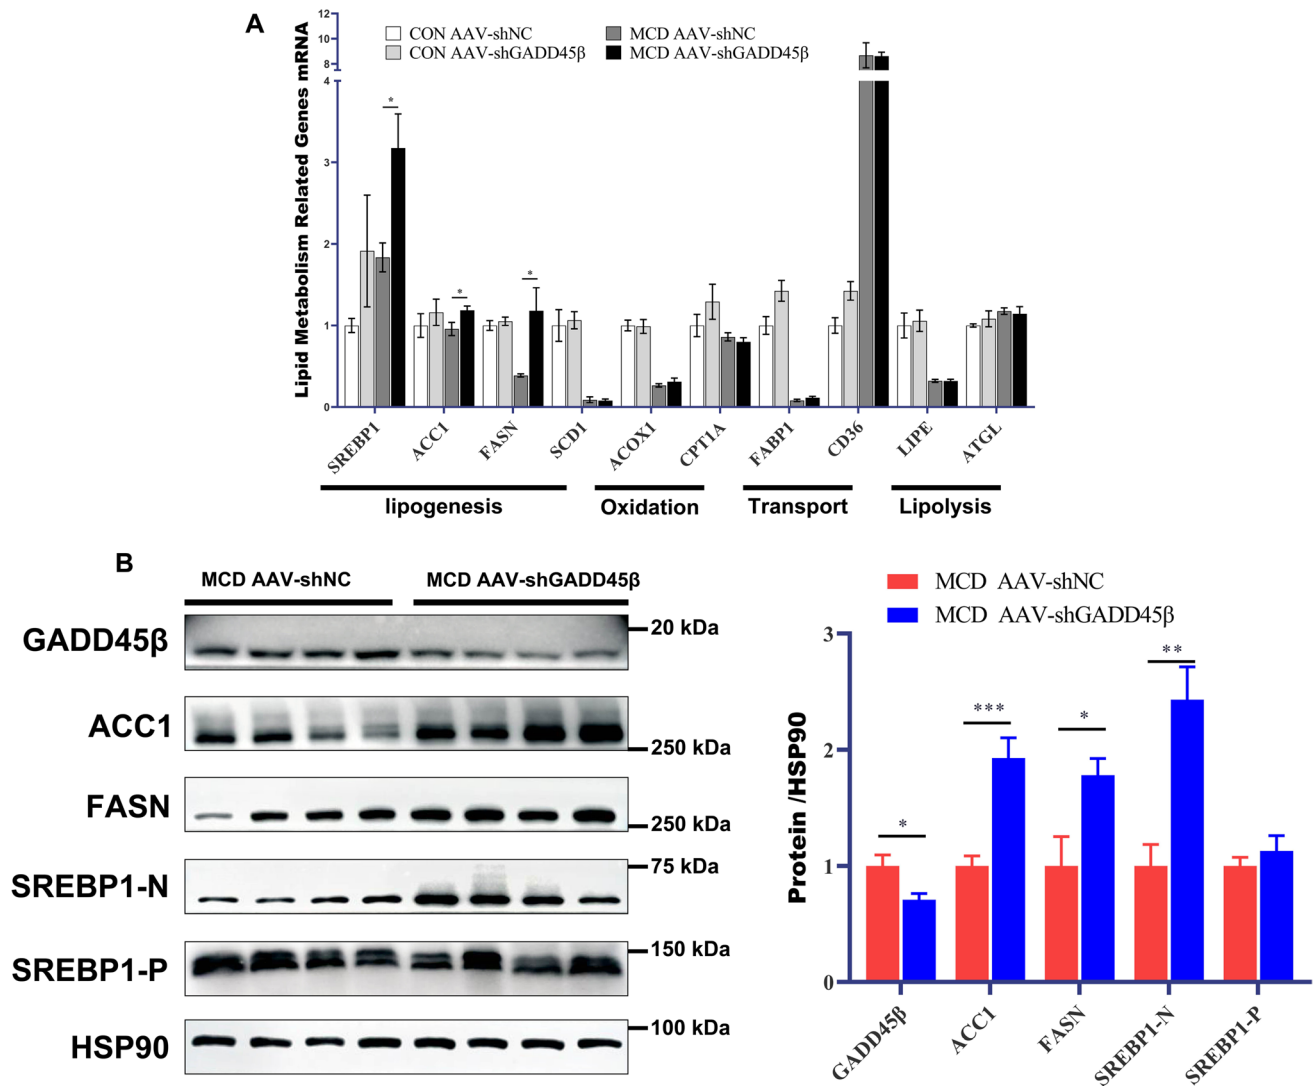 A
Lipid Metabolism Related Genes mRNA
CON AAV-shNC
CON AAV-shGADD45β
MCD AAV-shNC
MCD AAV-shGADD45β
12
10
8
4
3
2
1
0
*
*
*
SREBP1
ACC1
FASN
SCD1
ACOX1
CPT1A
FABP1
CD36
LIPE
ATGL
lipogenesis
Oxidation
Transport
Lipolysis
B
MCD AAV-shNC
MCD AAV-shGADD45β
GADD45β
20 kDa
ACC1
250 kDa
FASN
250 kDa
SREBP1-N
75 kDa
SREBP1-P
150 kDa
HSP90
100 kDa
MCD AAV-shNC
MCD AAV-shGADD45β
Protein /HSP90
3
2
1
0
*
***
*
**
GADD45β
ACC1
FASN
SREBP1-N
SREBP1-P